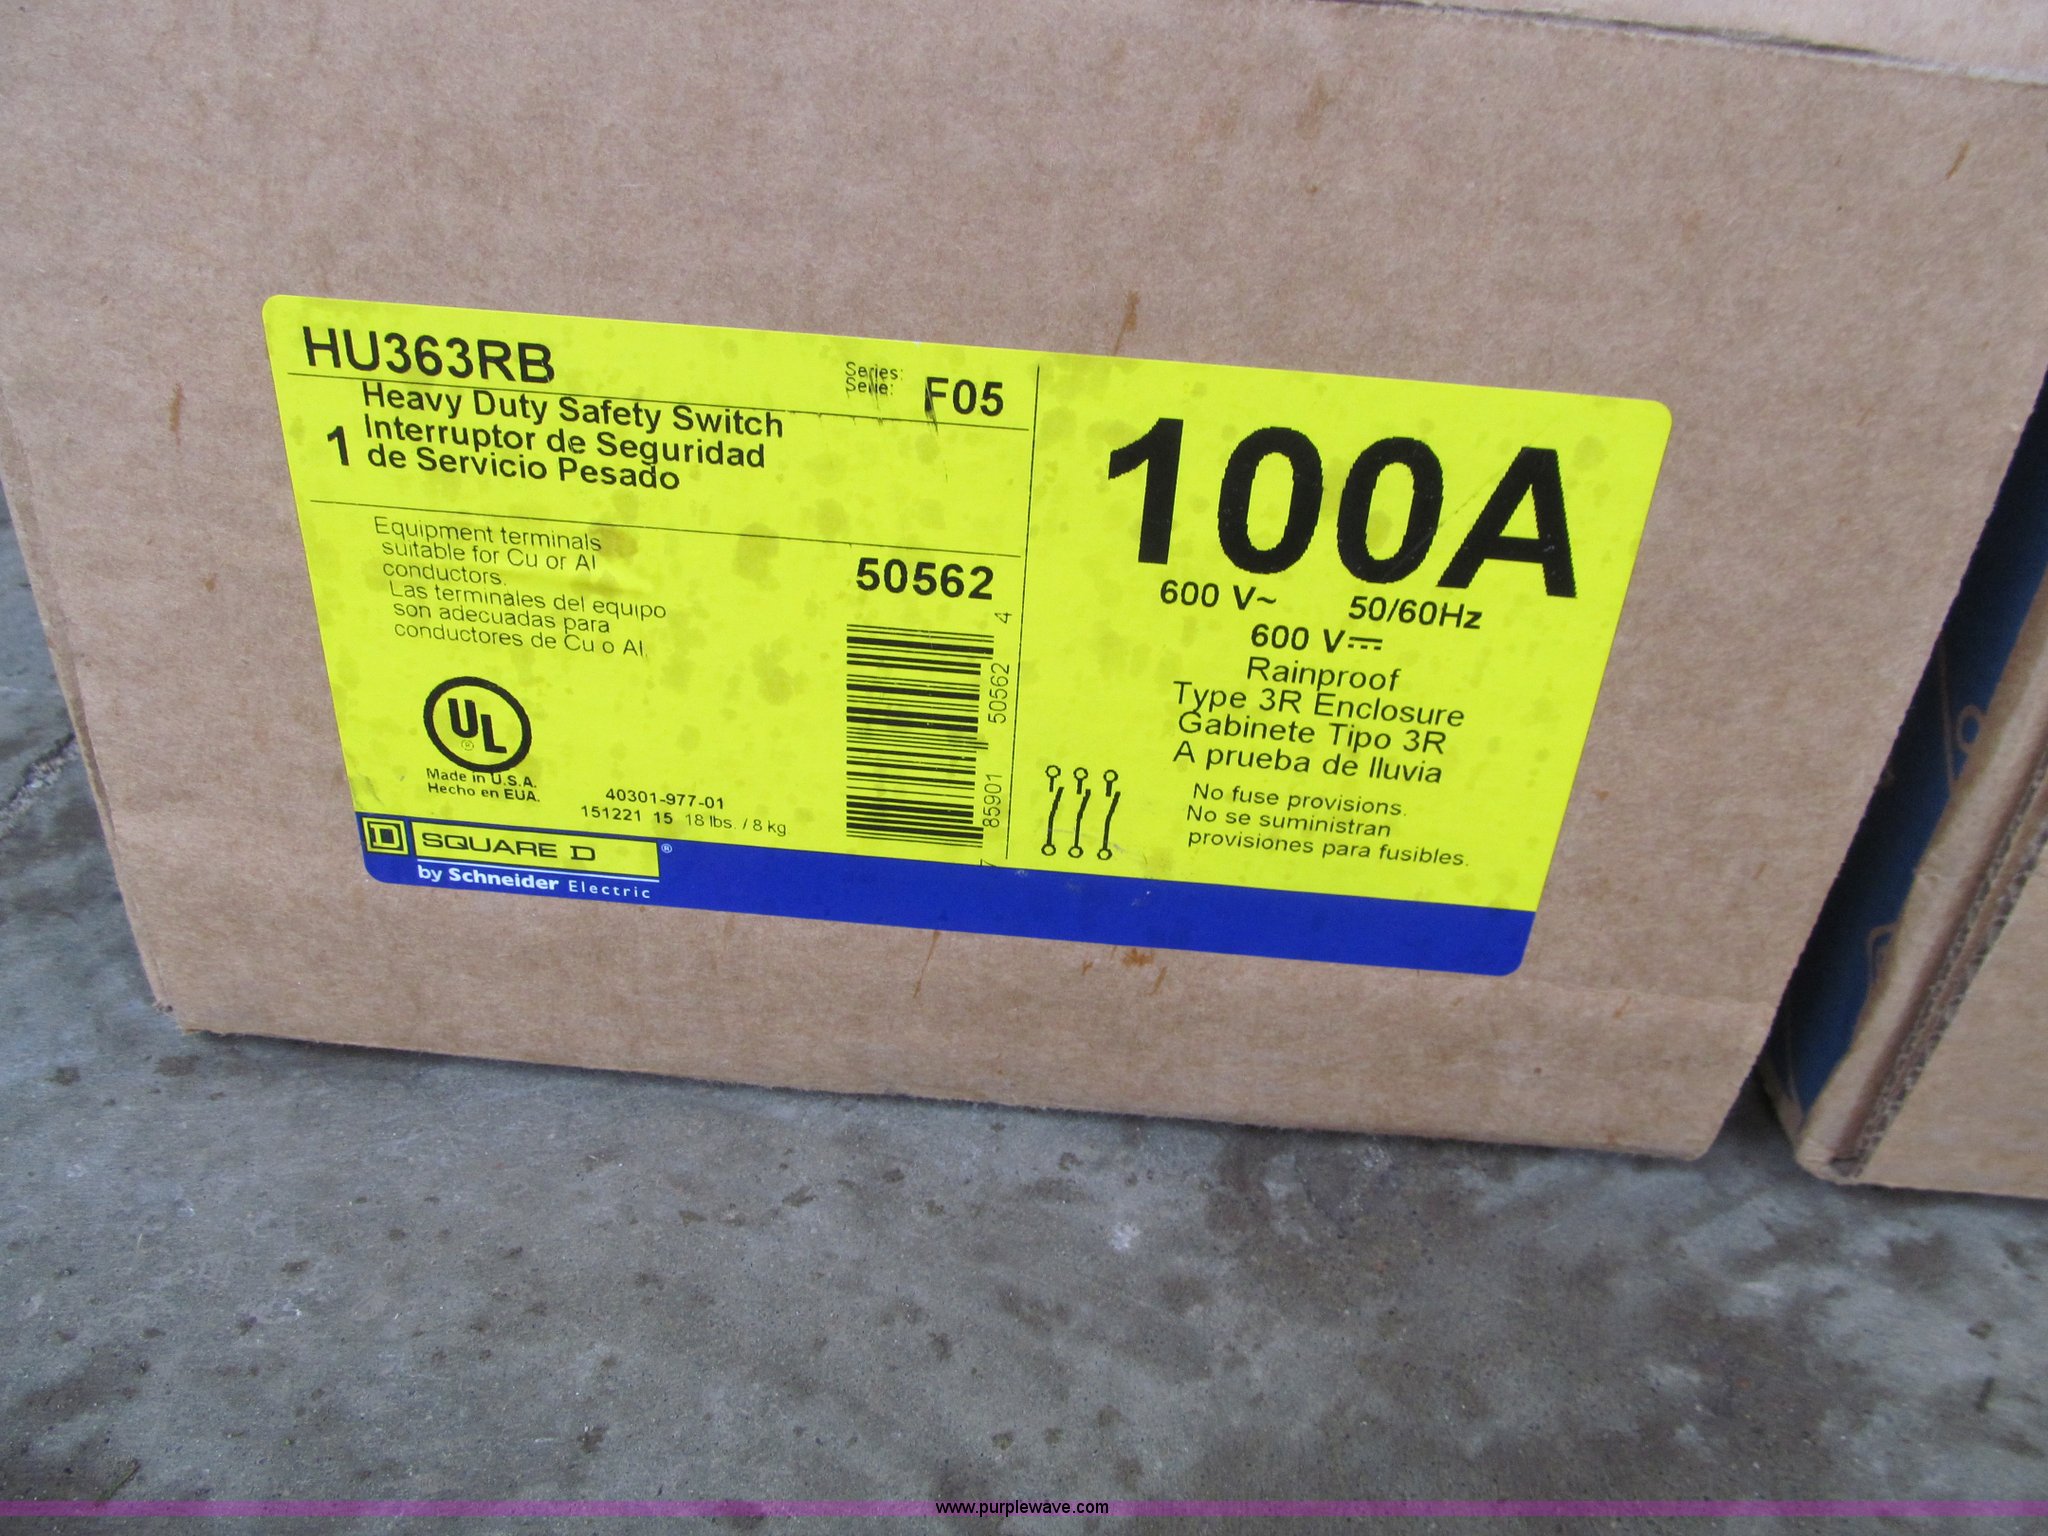 HU363RB
Series:
Serie:
F05
1
Heavy Duty Safety Switch
Interruptor de Seguridad
de Servicio Pesado
Equipment terminals
suitable for Cu or Al
conductors.
Las terminales del equipo
son adecuadas para
conductores de Cu o Al.
50562
7 85901 50562 4
UL
®
Made in U.S.A.
Hecho en EUA.
40301-977-01
151221 15 18 lbs. / 8 kg
D SQUARE D ®
by Schneider Electric
100A
600 V~ 50/60Hz
600 V⎓
Rainproof
Type 3R Enclosure
Gabinete Tipo 3R
A prueba de lluvia
No fuse provisions.
No se suministran
provisiones para fusibles.
www.purplewave.com